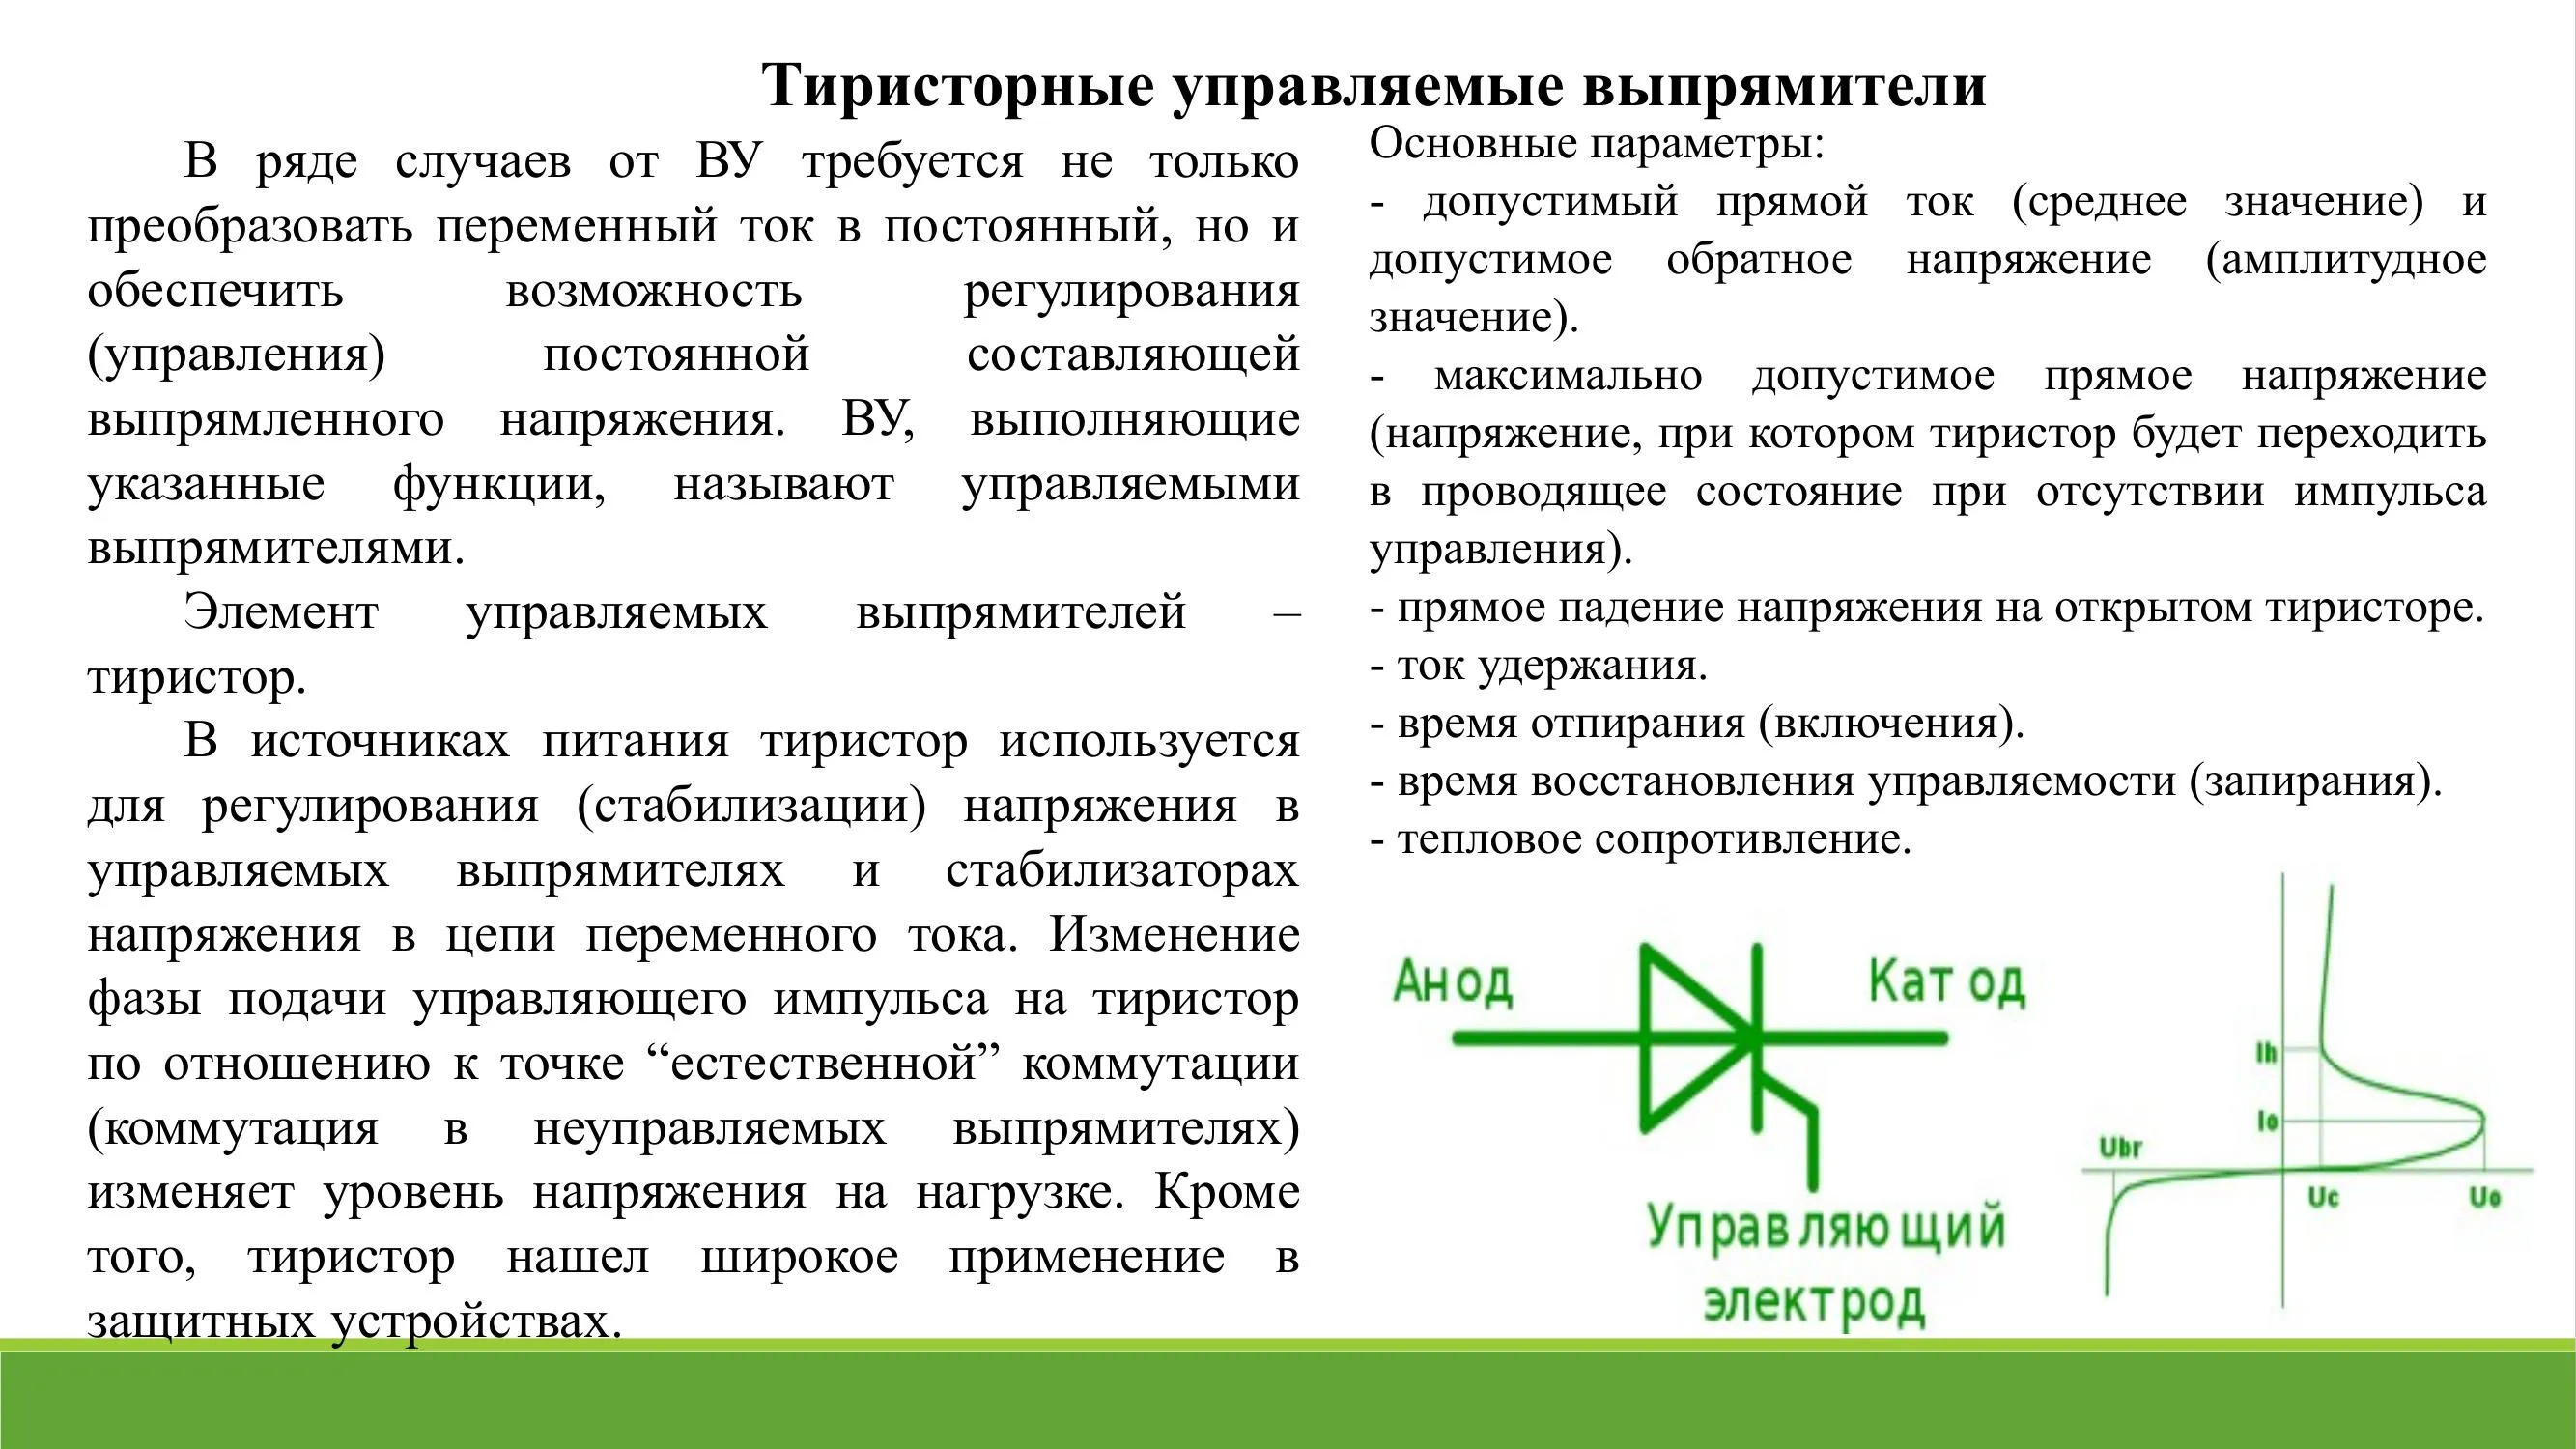 Тиристорные управляемые выпрямители
В ряде случаев от ВУ требуется не только
преобразовать переменный ток в постоянный, но и
обеспечить возможность регулирования
(управления) постоянной составляющей
выпрямленного напряжения. ВУ, выполняющие
указанные функции, называют управляемыми
выпрямителями.
Элемент управляемых выпрямителей –
тиристор.
В источниках питания тиристор используется
для регулирования (стабилизации) напряжения в
управляемых выпрямителях и стабилизаторах
напряжения в цепи переменного тока. Изменение
фазы подачи управляющего импульса на тиристор
по отношению к точке “естественной” коммутации
(коммутация в неуправляемых выпрямителях)
изменяет уровень напряжения на нагрузке. Кроме
того, тиристор нашел широкое применение в
защитных устройствах.
Основные параметры:
- допустимый прямой ток (среднее значение) и
допустимое обратное напряжение (амплитудное
значение).
- максимально допустимое прямое напряжение
(напряжение, при котором тиристор будет переходить
в проводящее состояние при отсутствии импульса
управления).
- прямое падение напряжения на открытом тиристоре.
- ток удержания.
- время отпирания (включения).
- время восстановления управляемости (запирания).
- тепловое сопротивление.
Анод
Катод
Управляющий
электрод
Ih
Io
Ubr
Uc
Uo